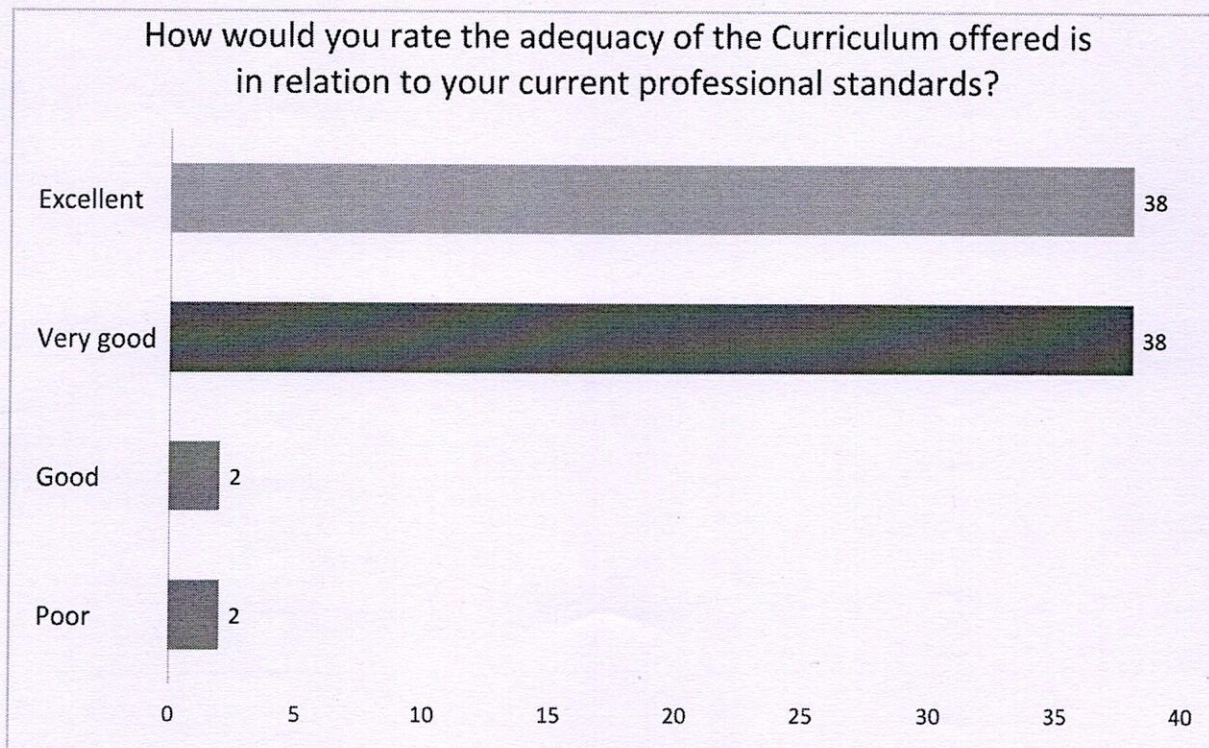 How would you rate the adequacy of the Curriculum offered is
in relation to your current professional standards?
Excellent
38
Very good
38
Good
2
Poor
2
0 5 10 15 20 25 30 35 40